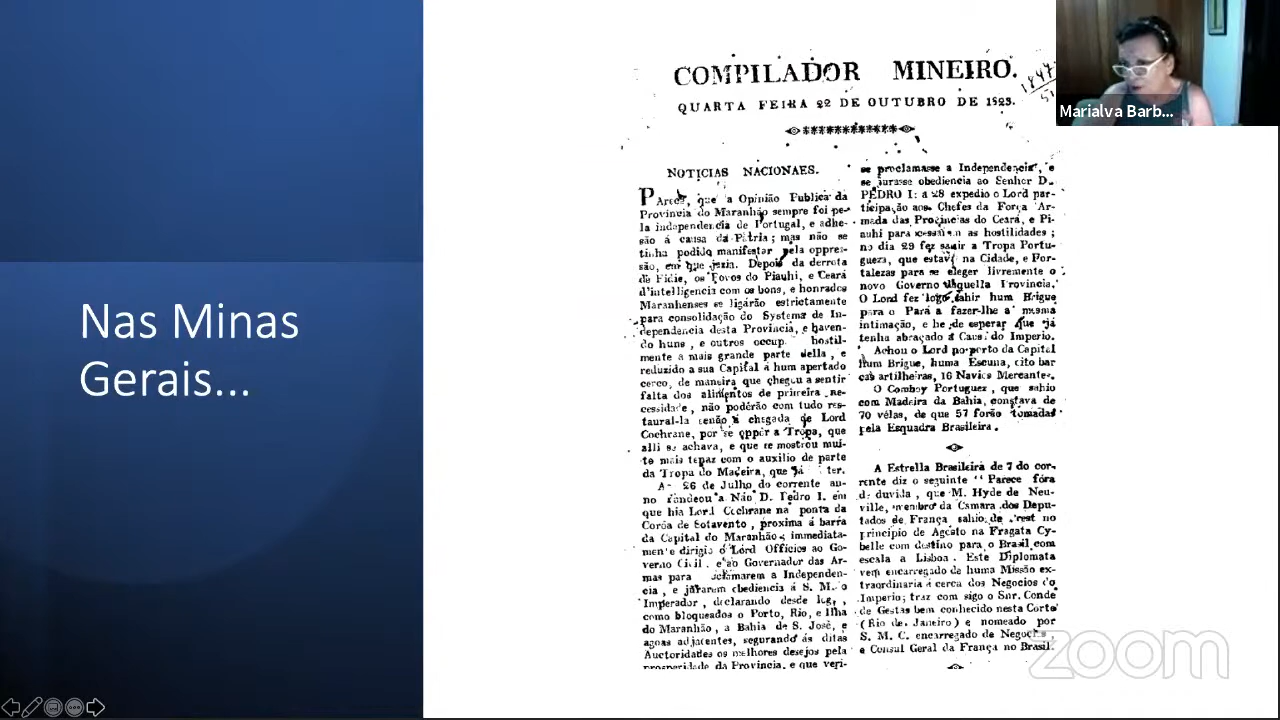 Nas Minas
Gerais...
COMPILADOR MINEIRO.
QUARTA FEIRA 22 DE OUTUBRO DE 1823.
NOTICIAS NACIONAES.
Parece, que a Opinião Publica da
Provincia do Maranhão sempre foi pe-
la independencia de Portugal, e adhe-
são á causa da Patria; mas não se
tinha podido manifestar pela oppres-
são, em que jazia. Depois da derrota
de Fidie, os Povos do Piauhi, e Ceará
d'intelligencia com os bons, e honrados
Maranhenses se ligárão estrictamente
para consolidação do Systema de In-
dependencia desta Provincia, e haven-
do huns, e outros occup. hostil-
mente a mais grande parte della, e
reduzido a sua Capital á hum apertado
cerco, de maneira que chegou a sentir
falta dos alimentos de primeira ne-
cessidade, não podérão com tudo res-
taural-la senão á chegada de Lord
Cochrane, por se oppôr a Tropa, que
alli se achava, e que se mostrou mui-
to mais tenaz com o auxilio de parte
da Tropa do Madeira, que já ter.
A 26 de Julho do corrente an-
no fundeou a Não D. Pedro I. em
que hia Lord Cochrane na ponta da
Corôa de Sotavento, proxima á barra
da Capital do Maranhão; immediata-
mente dirigio o Lord Officios ao Go-
verno Civil, e ao Governador das Ar-
mas para acclamarem a Independen-
cia, e jurarem obediencia á S. M. o
Imperador, declarando desde logo,
como bloqueados o Porto, Rio, e Ilha
do Maranhão, a Bahia de S. José, e
agoas adjacentes, segurando ás ditas
Auctoridades os melhores desejos pela
prosperidade da Provincia, e que veri-
se proclamasse a Independencia, e
se jurasse obediencia ao Senhor D.
PEDRO I: a 28 expedio o Lord par-
ticipação aos Chefes da Força Ar-
mada das Provincias do Ceará, e Pi-
auhi para cessarem as hostilidades;
no dia 29 fez sahir a Tropa Portu-
gueza, que estava na Cidade, e For-
talezas para se eleger livremente o
novo Governo daquella Provincia.
O Lord fez logo sahir hum Brigue
para o Pará a fazer-lhe a mesma
intimação, e he de esperar que já
tenha abraçado a Causa do Imperio.
Achou o Lord no porto da Capital
hum Brigue, huma Escuna, oito bar
cas artilheiras, 16 Navios Mercantes.
O Comboy Portuguez, que sahio
com Madeira da Bahia, constava de
70 vélas, de que 57 forão tomadas
pela Esquadra Brasileira.
A Estrella Brasileira de 7 do cor-
rente diz o seguinte " Parece fóra
de duvida, que M. Hyde de Neu-
ville, membro da Camara dos Depu-
tados de França sahio de Brest no
principio de Agosto na Fragata Cy-
belle com destino para o Brasil com
escala a Lisboa. Este Diplomata
vem encarregado de huma Missão ex-
traordinaria á cerca dos Negocios do
Imperio; traz com sigo o Snr. Conde
de Gestas bem conhecido nesta Corte
(Rio de Janeiro) e nomeado por
S. M. C. encarregado de Negocios,
e Consul Geral da França no Brasil.
Marialva Barb...
zoom